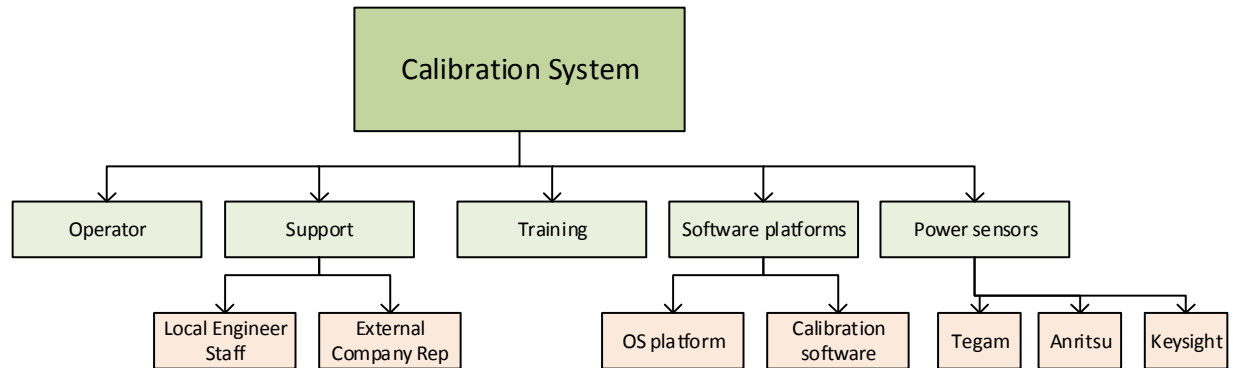 Calibration System
Operator
Support
Training
Software platforms
Power sensors
Local Engineer
Staff
External
Company Rep
OS platform
Calibration
software
Tegam
Anritsu
Keysight